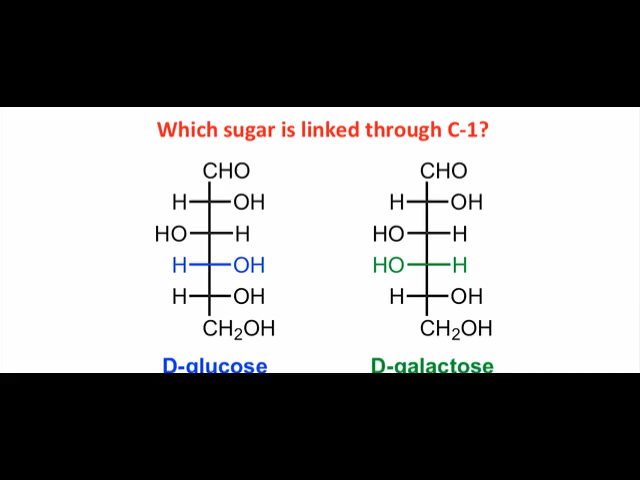 Which sugar is linked through C-1?
CHO CHO
H OH H OH
HO H HO H
H OH HO H
H OH H OH
CH₂OH CH₂OH
D-glucose D-galactose